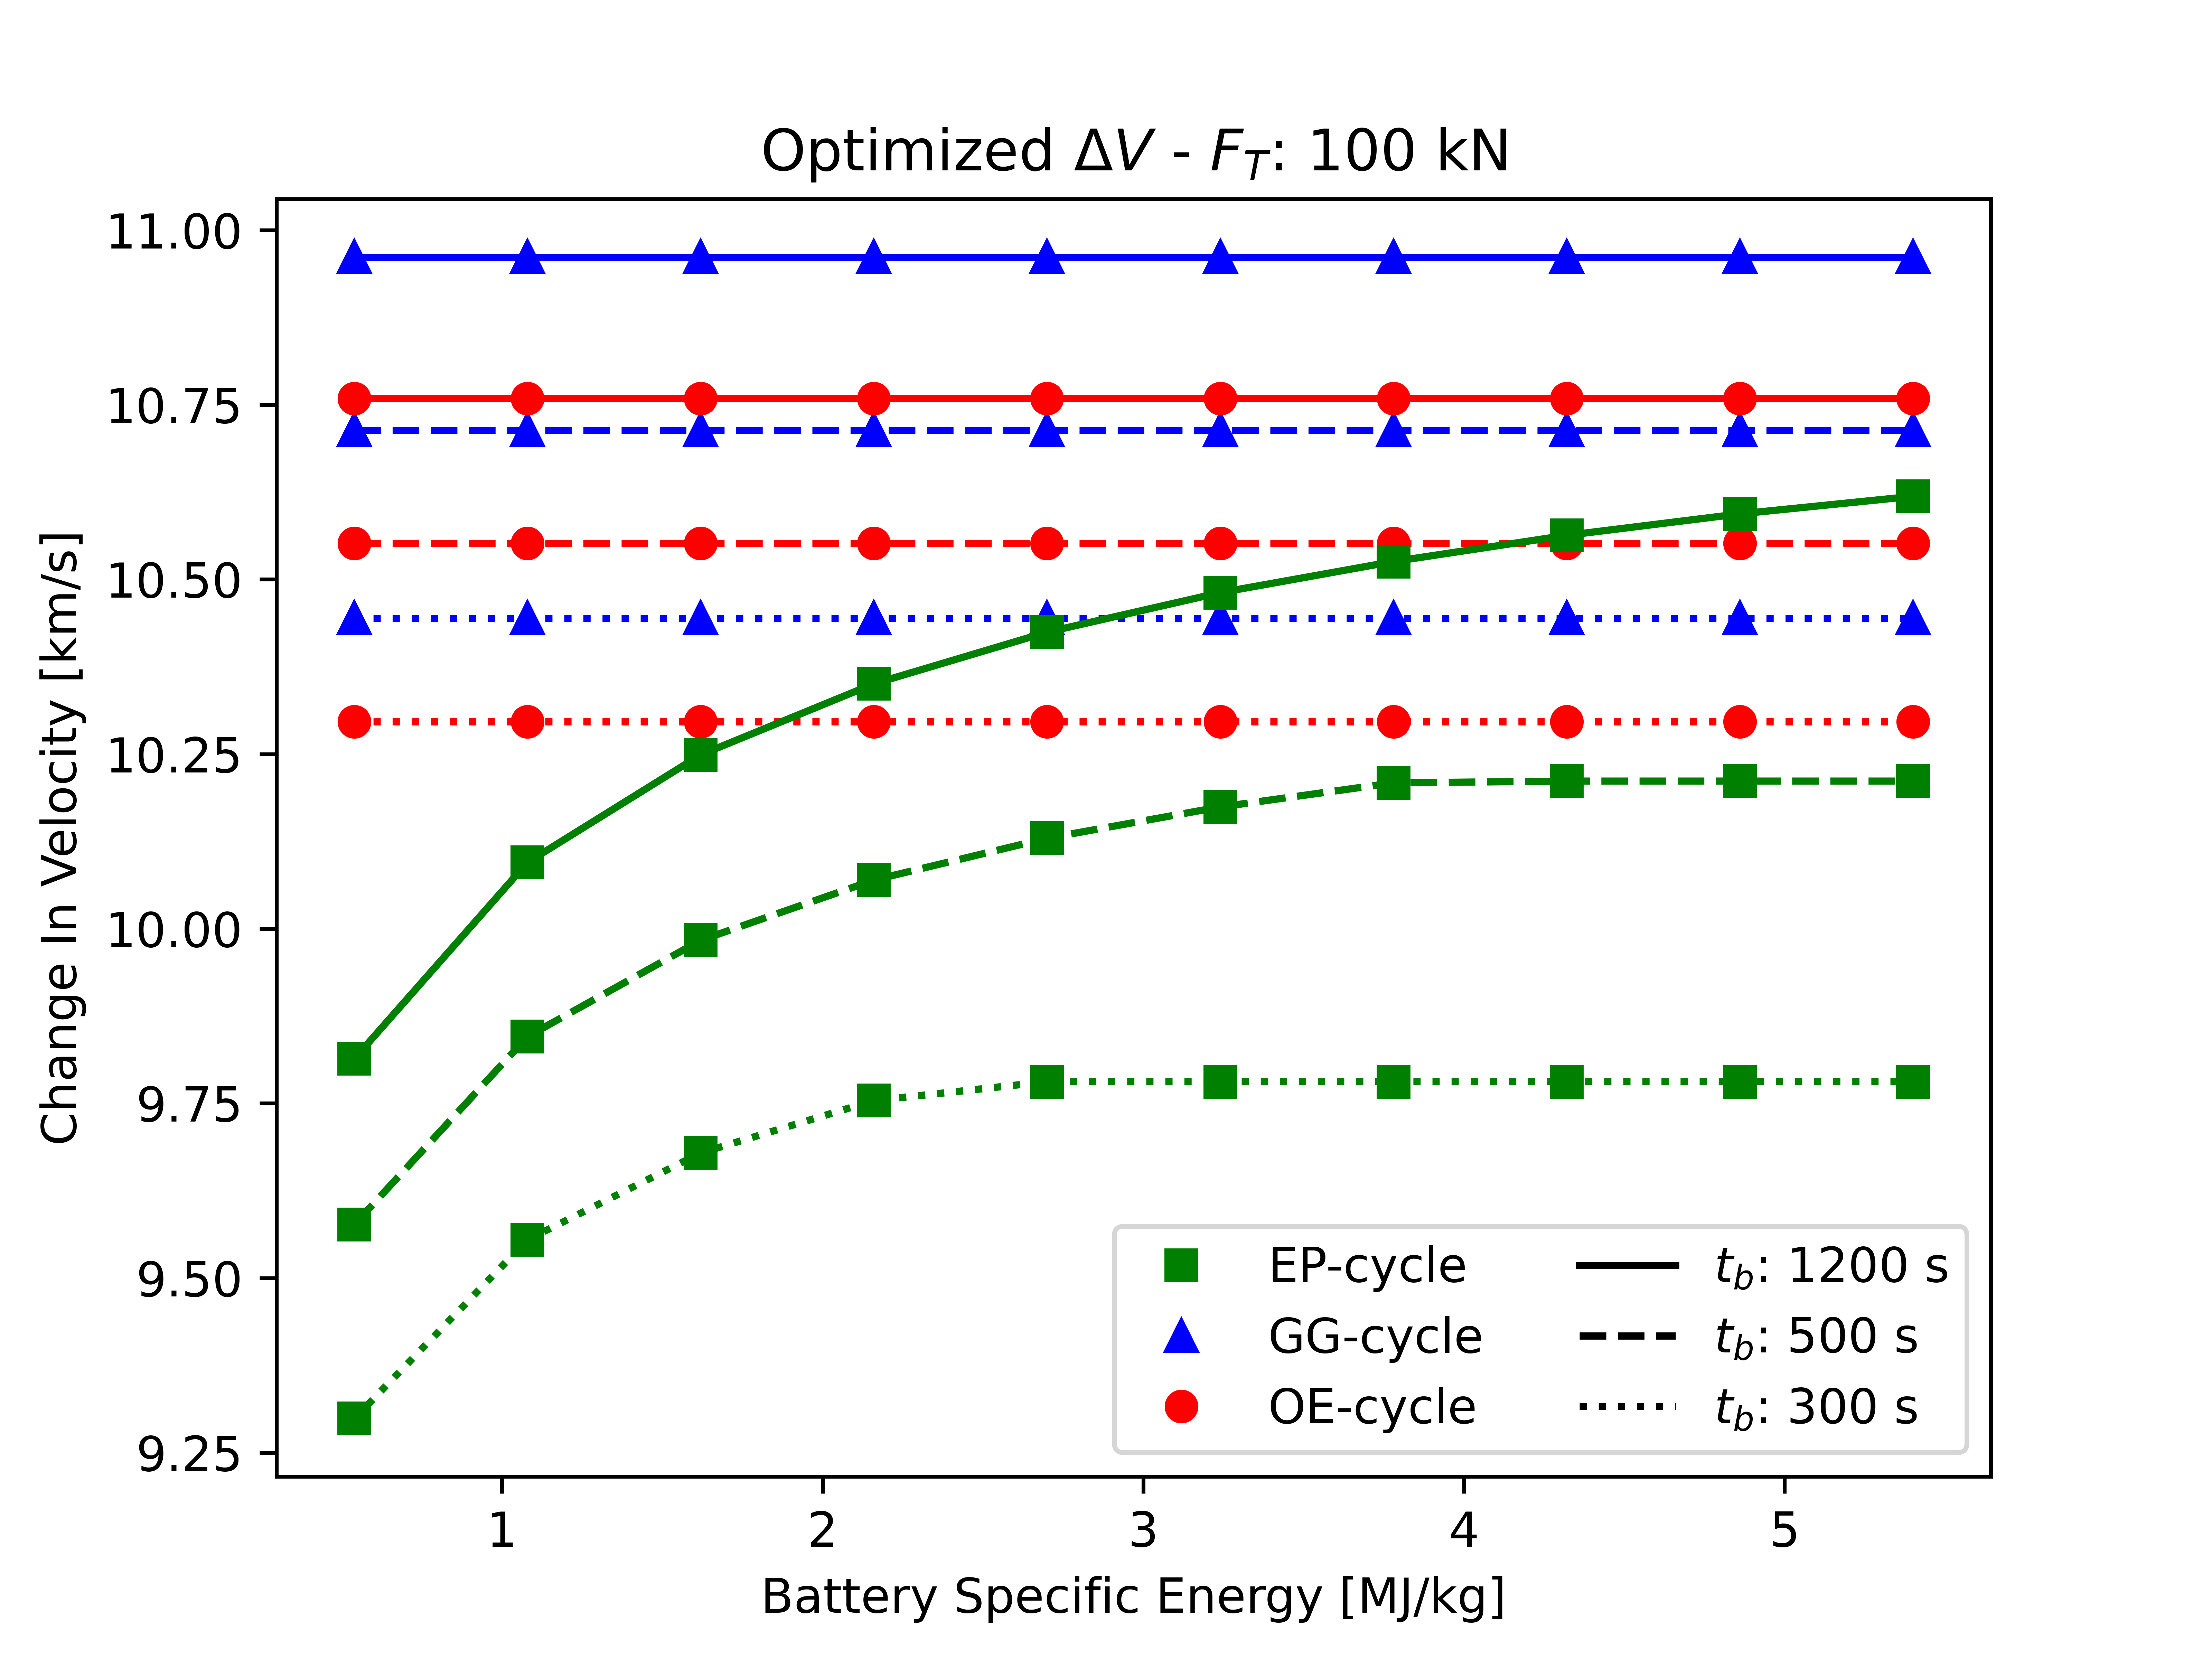 Optimized ΔV - F_T: 100 kN
Change In Velocity [km/s]
11.00
10.75
10.50
10.25
10.00
9.75
9.50
9.25
EP-cycle
GG-cycle
OE-cycle
t_b: 1200 s
t_b: 500 s
t_b: 300 s
1 2 3 4 5
Battery Specific Energy [MJ/kg]